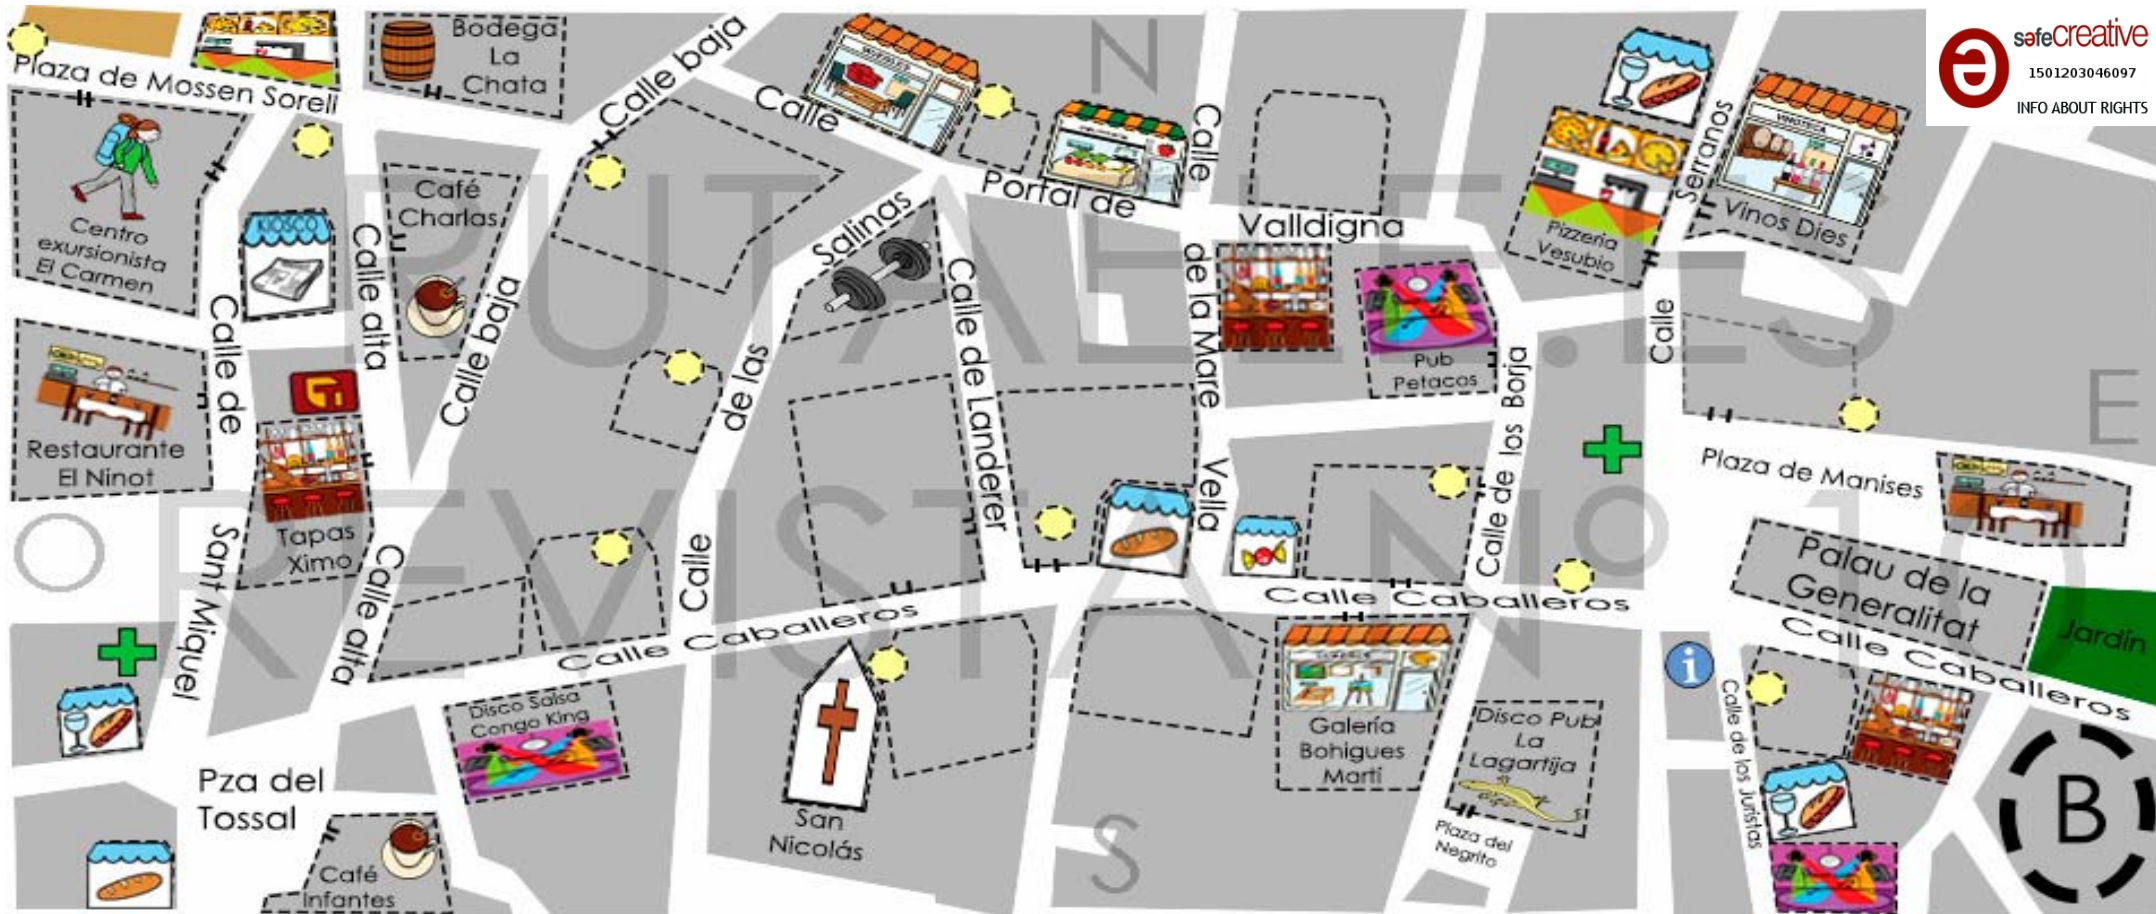 safeCreative
1501203046097
INFO ABOUT RIGHTS
Plaza de Mossen Sorell
Bodega
La
Chata
Calle baja
Calle
Portal de
Valldigna
N
Centro
exursionista
El Carmen
KIOSCO
Café
Charlas
Calle alta
Calle baja
Calle de
Sant Miquel
Restaurante
El Ninot
Tapas
Ximo
Calle alta
Salinas
de las
Calle
Calle de Landerer
Calle
de la Mare
Vella
Pub
Petacos
Calle de los Borja
Pizzeria
Vesubio
Serranos
Calle
VINOTECA
Vinos Dies
E
Plaza de Manises
Palau de la
Generalitat
Jardín
Calle Caballeros
Calle Caballeros
Calle Caballeros
Pza del
Tossal
Disco Salsa
Congo King
Café
Infantes
San
Nicolás
S
Galería
Bohigues
Martí
Disco Pub
La
Lagartija
Plaza del
Negrito
i
Calle de los Juristas
B
RUTAELE.ES
REVISTA Nº 10